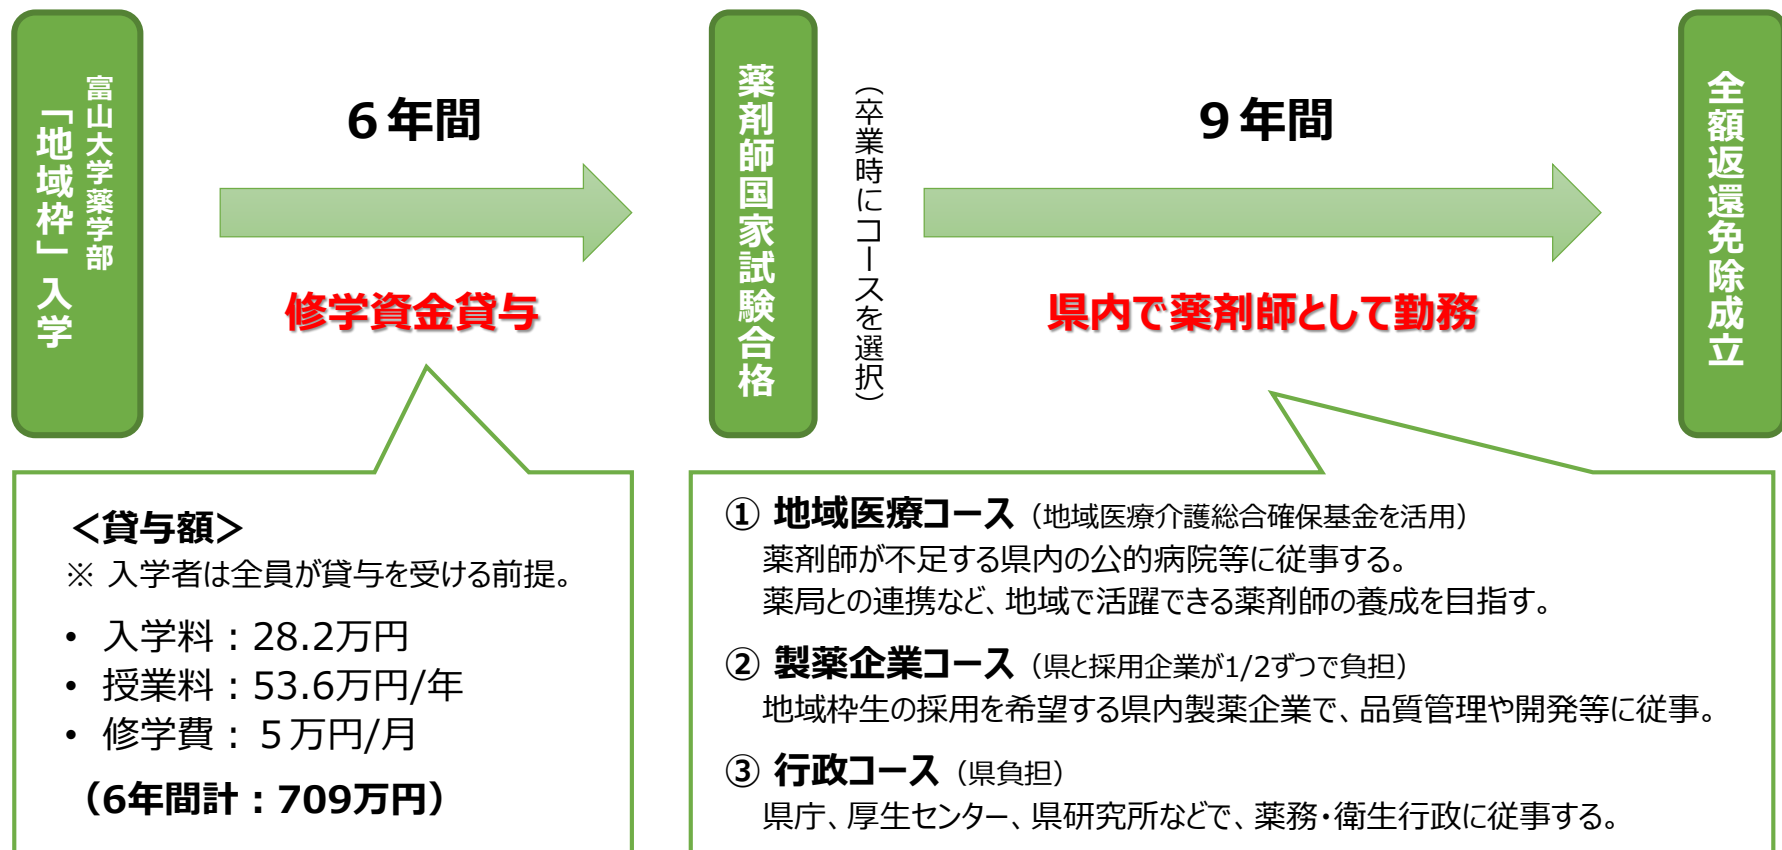 富山大学薬学部
「地域枠」入学
６年間
修学資金貸与
薬剤師国家試験合格
（卒業時にコースを選択）
９年間
県内で薬剤師として勤務
全額返還免除成立
＜貸与額＞
※ 入学者は全員が貸与を受ける前提。
• 入学料：28.2万円
• 授業料：53.6万円/年
• 修学費：５万円/月
（6年間計：709万円）
① 地域医療コース（地域医療介護総合確保基金を活用）
薬剤師が不足する県内の公的病院等に従事する。
薬局との連携など、地域で活躍できる薬剤師の養成を目指す。
② 製薬企業コース（県と採用企業が1/2ずつで負担）
地域枠生の採用を希望する県内製薬企業で、品質管理や開発等に従事。
③ 行政コース（県負担）
県庁、厚生センター、県研究所などで、薬務・衛生行政に従事する。